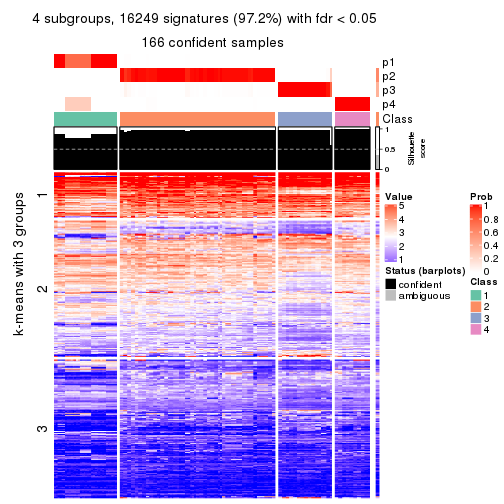 4 subgroups, 16249 signatures (97.2%) with fdr < 0.05
166 confident samples
p1
p2
p3
p4
Class
1
0.5
0
Silhouette
score
k-means with 3 groups
1
2
3
Value
5
4
3
2
1
Status (barplots)
confident
ambiguous
Prob
1
0.8
0.6
0.4
0.2
0
Class
1
2
3
4